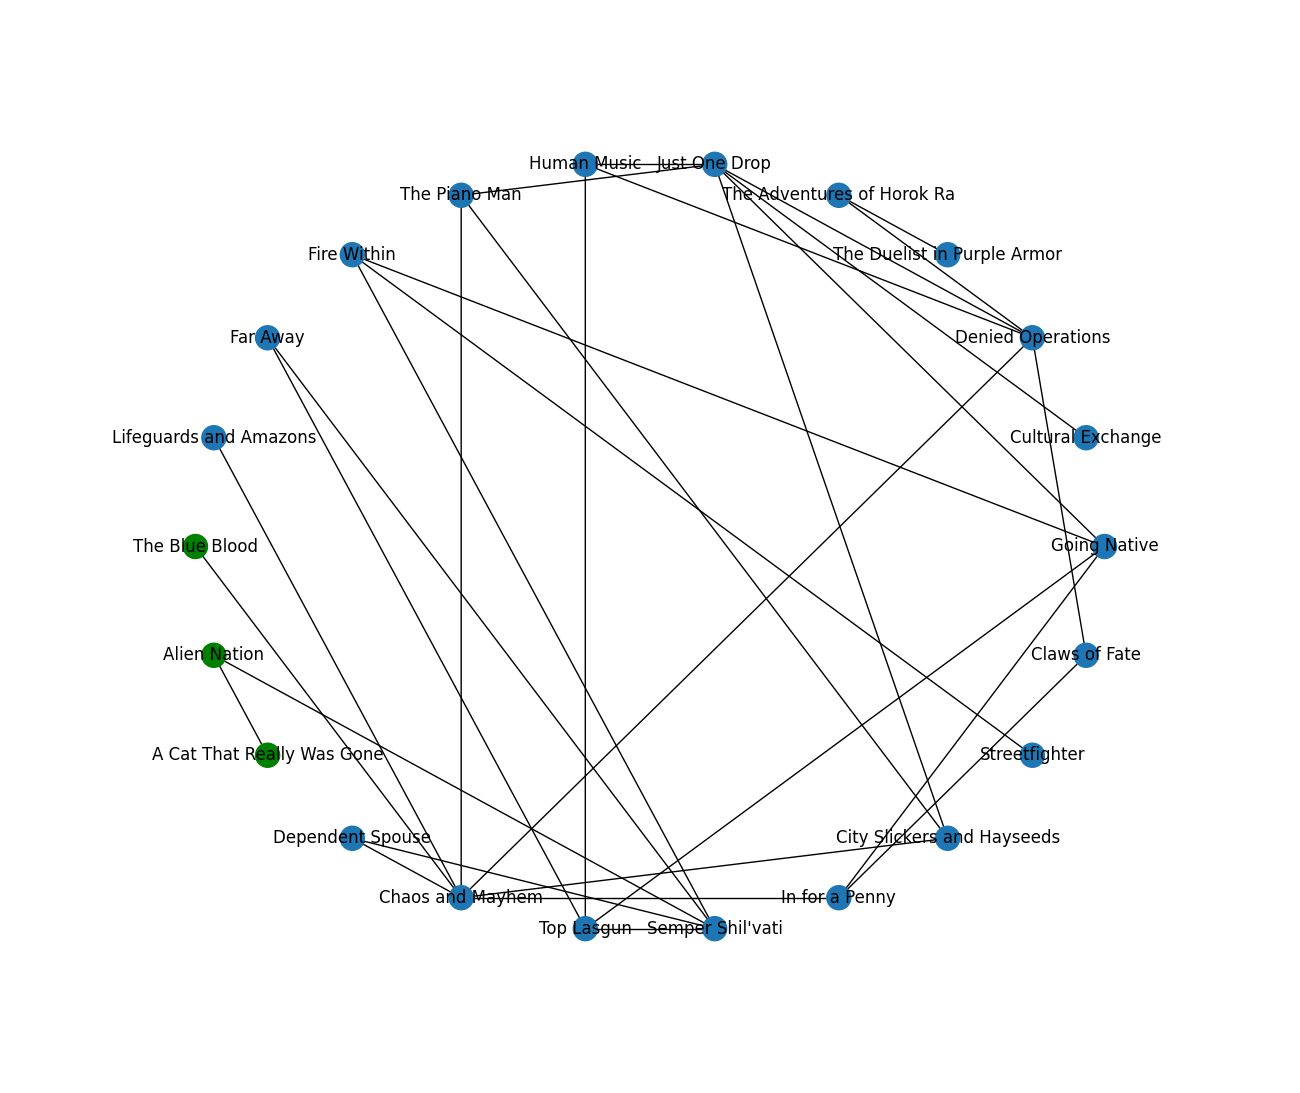 Human Music
Just One Drop
The Piano Man
The Adventures of Horok Ra
Fire Within
The Duelist in Purple Armor
Far Away
Denied Operations
Lifeguards and Amazons
Cultural Exchange
The Blue Blood
Going Native
Alien Nation
Claws of Fate
A Cat That Really Was Gone
Streetfighter
Dependent Spouse
City Slickers and Hayseeds
Chaos and Mayhem
In for a Penny
Top Lasgun
Semper Shil'vati